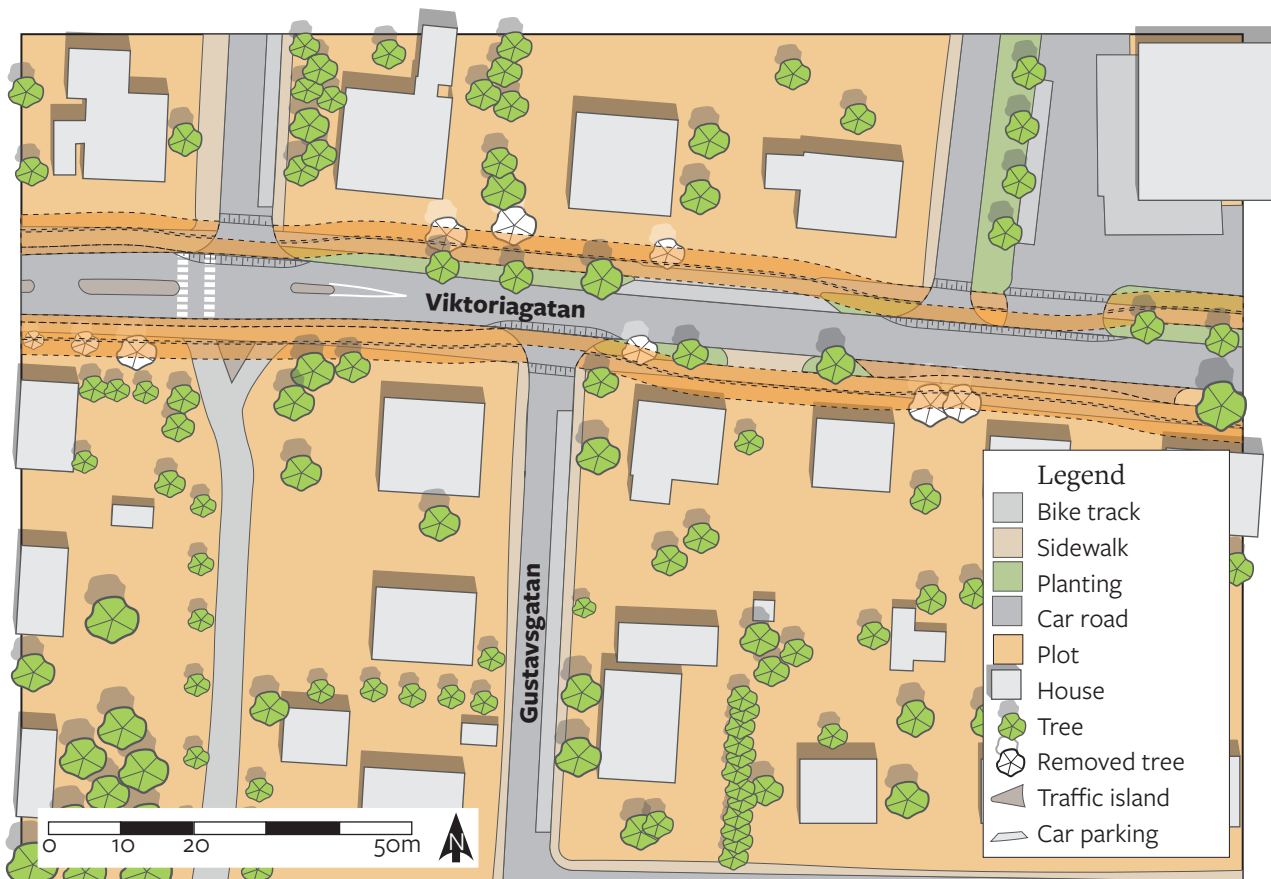 Viktoriagatan
Gustavsgatan
Legend
Bike track
Sidewalk
Planting
Car road
Plot
House
Tree
Removed tree
Traffic island
Car parking
0 10 20 50m
N